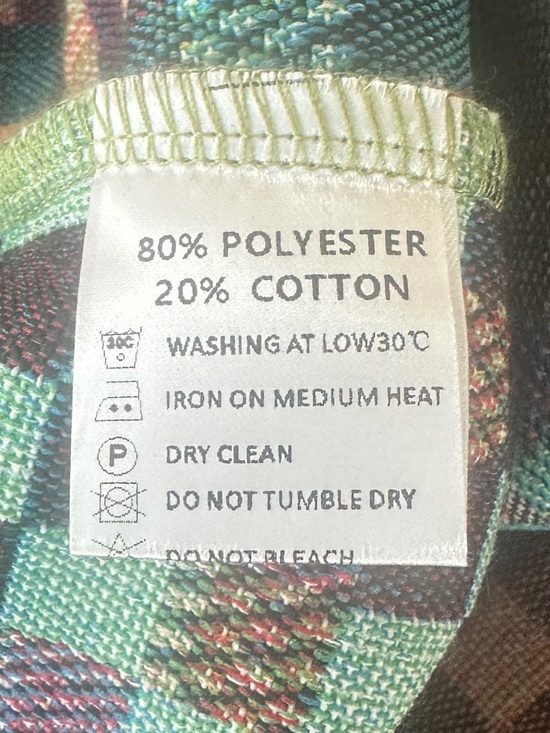 80% POLYESTER
20% COTTON
30C WASHING AT LOW30℃
IRON ON MEDIUM HEAT
P DRY CLEAN
DO NOT TUMBLE DRY
DO NOT BLEACH